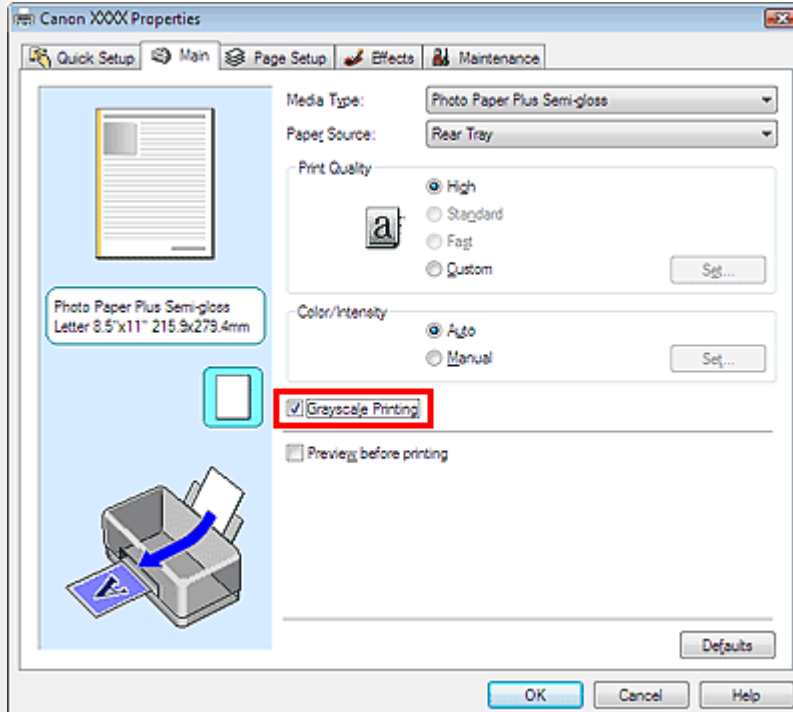 Canon XXXX Properties
Quick Setup Main Page Setup Effects Maintenance
Media Type: Photo Paper Plus Semi-gloss
Paper Source: Rear Tray
Print Quality
High
a Standard
Fast
Custom Set...
Photo Paper Plus Semi-gloss
Letter 8.5"x11" 215.9x279.4mm
Color/Intensity
Auto
Manual Set...
Grayscale Printing
Preview before printing
A
Defaults
OK Cancel Help